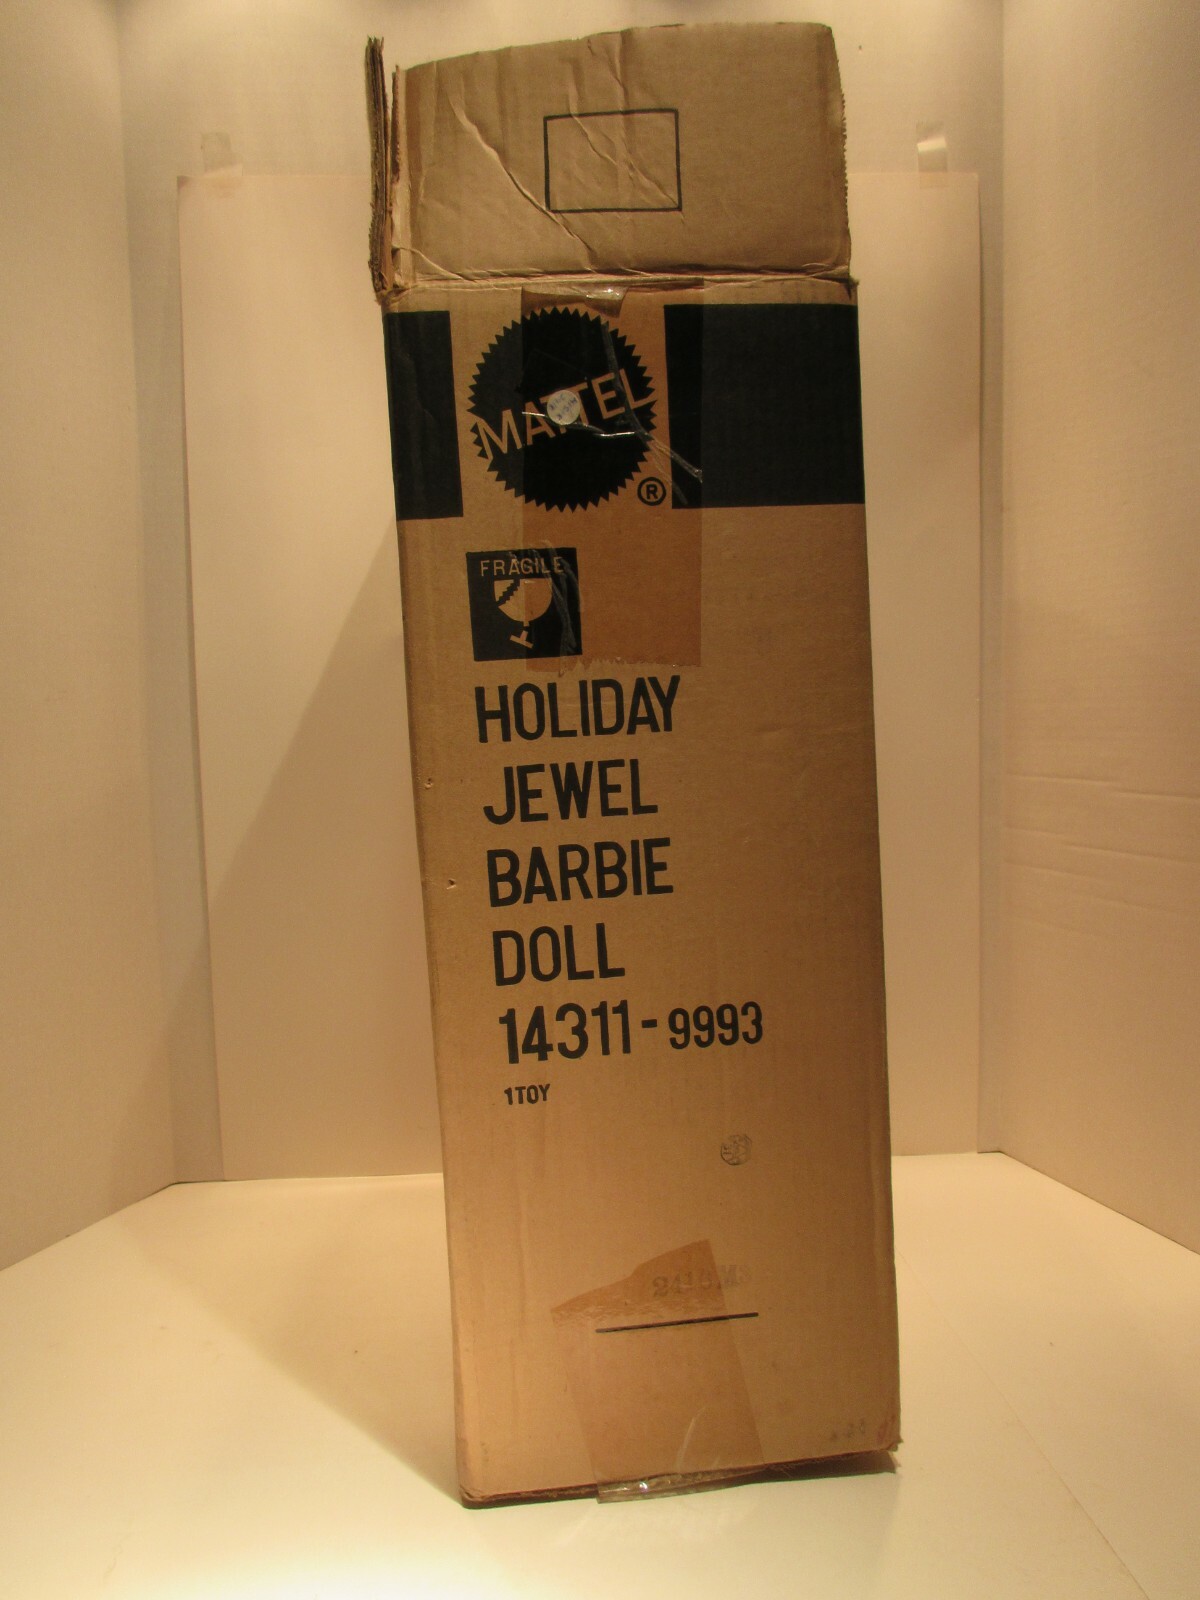 MATTEL
®
FRAGILE
HOLIDAY
JEWEL
BARBIE
DOLL
14311-9993
1TOY